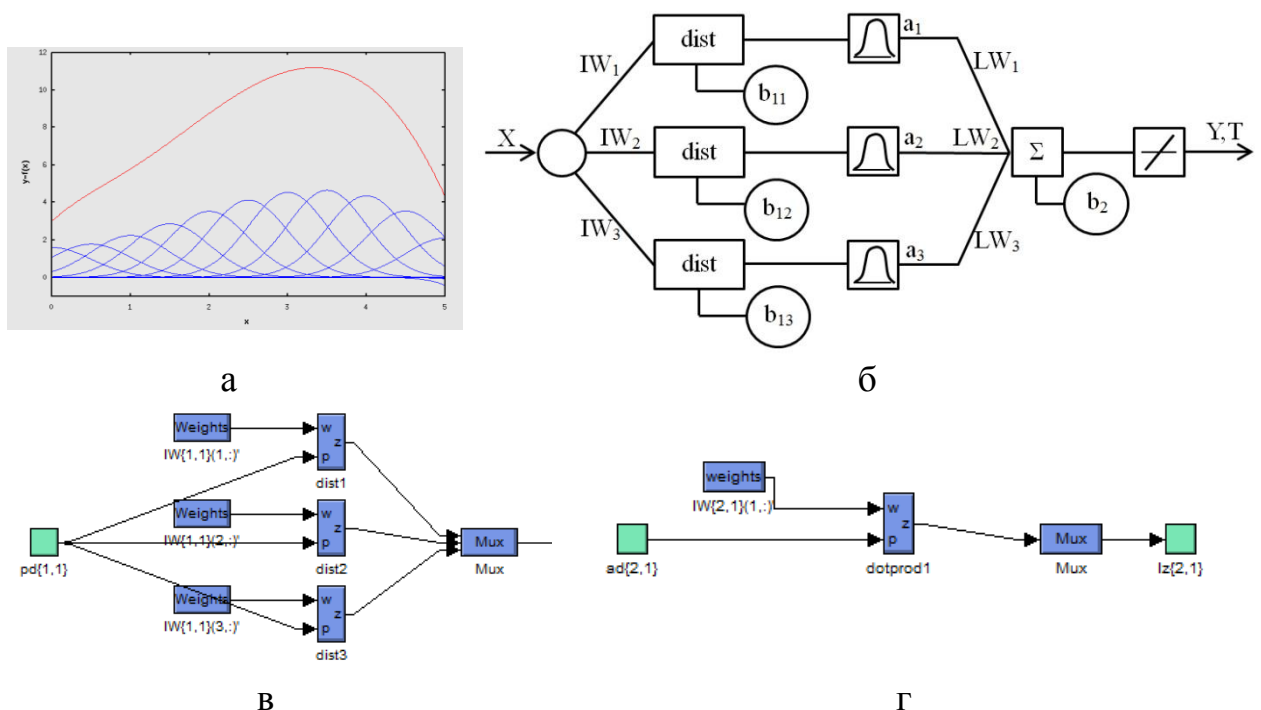 12
10
8
6
4
2
0
y=f(x)
0 1 2 3 4 5
x
а
X
IW₁
IW₂
IW₃
dist
b₁₁
a₁
LW₁
dist
b₁₂
a₂
LW₂
dist
b₁₃
a₃
LW₃
Σ
b₂
Y,T
б
Weights
IW{1,1}(1,:)'
w
z
p
dist1
Weights
IW{1,1}(2,:)'
w
z
p
dist2
Weights
IW{1,1}(3,:)'
w
z
p
dist3
pd{1,1}
Mux
Mux
в
weights
IW{2,1}(1,:)'
w
z
p
dotprod1
ad{2,1}
Mux
Mux
lz{2,1}
г